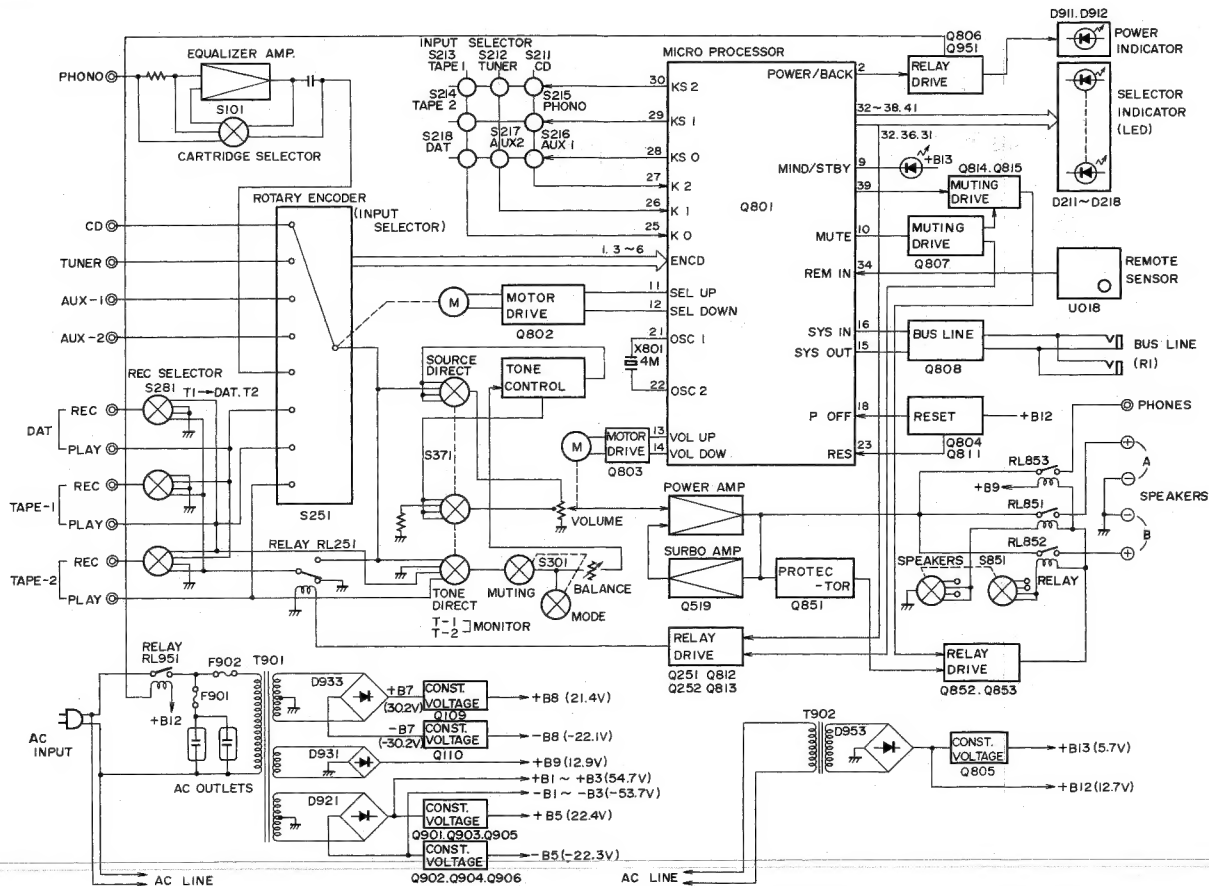 D911. D912
POWER
INDICATOR
Q806
Q951
RELAY
DRIVE
EQUALIZER AMP.
PHONO
S101
CARTRIDGE SELECTOR
INPUT SELECTOR
S213
TAPE 1
S212
TUNER
S211
CD
S214
TAPE 2
S215
PHONO
S218
DAT
S217
AUX2
S216
AUX 1
MICRO PROCESSOR
POWER/BACK
2
30
KS 2
29
KS 1
28
KS 0
27
K 2
26
K 1
25
K 0
Q801
32~38.41
32.36.31
SELECTOR
INDICATOR
(LED)
D211~D218
MIND/STBY
9
+B13
39
Q814. Q815
MUTING
DRIVE
MUTE
10
MUTING
DRIVE
Q807
REM IN
34
REMOTE
SENSOR
U018
ROTARY ENCODER
(INPUT
SELECTOR)
CD
TUNER
AUX-1
AUX-2
1. 3~6
ENCD
M
MOTOR
DRIVE
Q802
11
SEL UP
12
SEL DOWN
21
OSC 1
X801
4M
22
OSC 2
SYS IN
16
SYS OUT
15
BUS LINE
Q808
BUS LINE
(RI)
P OFF
18
RES
23
RESET
Q804
Q811
+B12
REC SELECTOR
S281
T1→DAT. T2
REC
DAT
PLAY
REC
TAPE-1
PLAY
REC
TAPE-2
PLAY
S251
RELAY RL251
SOURCE
DIRECT
TONE
CONTROL
S371
M
MOTOR
DRIVE
Q803
13
VOL UP
14
VOL DOW
VOLUME
TONE
DIRECT
T-1
T-2
MONITOR
MUTING
S301
BALANCE
MODE
POWER AMP
SURBO AMP
Q519
PROTEC
-TOR
Q851
RELAY
DRIVE
Q251 Q812
Q252 Q813
PHONES
RL853
+B9
RL851
RL852
RELAY
A
SPEAKERS
B
SPEAKERS
S851
RELAY
DRIVE
Q852. Q853
RELAY
RL951
F902
F901
T901
+B12
AC
INPUT
AC OUTLETS
D933
+B7
(30.2V)
CONST.
VOLTAGE
Q109
+B8 (21.4V)
-B7
(-30.2V)
CONST.
VOLTAGE
Q110
-B8 (-22.1V)
D931
+B9 (12.9V)
+B1 ~ +B3 (54.7V)
-B1 ~ -B3(-53.7V)
D921
CONST.
VOLTAGE
Q901. Q903. Q905
+B5 (22.4V)
CONST.
VOLTAGE
Q902. Q904. Q906
-B5 (-22.3V)
AC LINE
AC LINE
T902
D953
CONST.
VOLTAGE
Q805
+B13 (5.7V)
+B12 (12.7V)